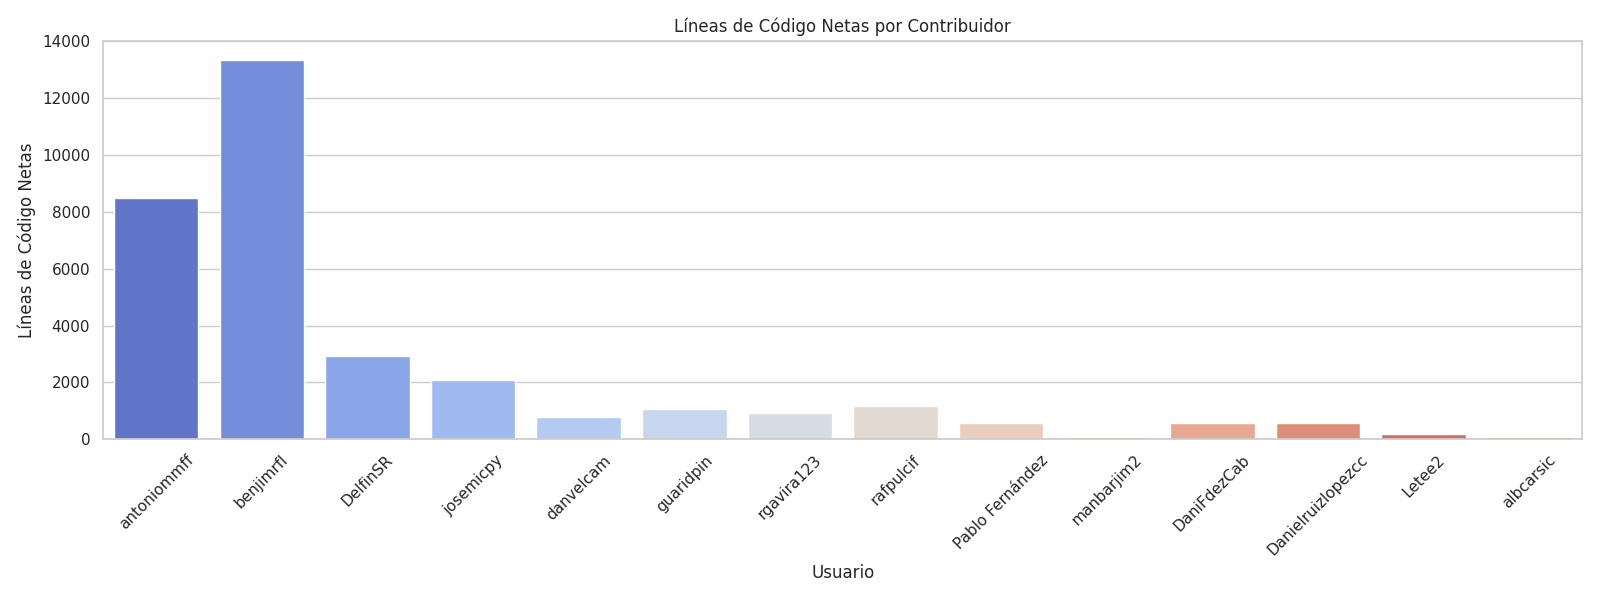 Líneas de Código Netas por Contribuidor
Líneas de Código Netas
14000
12000
10000
8000
6000
4000
2000
0
antoniommff
benjimrfl
DelfinSR
josemicpy
danvelcam
guaridpin
rgavira123
rafpulcif
Pablo Fernández
manbarjim2
DaniFdezCab
Danielruizlopezcc
Letee2
albcarsic
Usuario